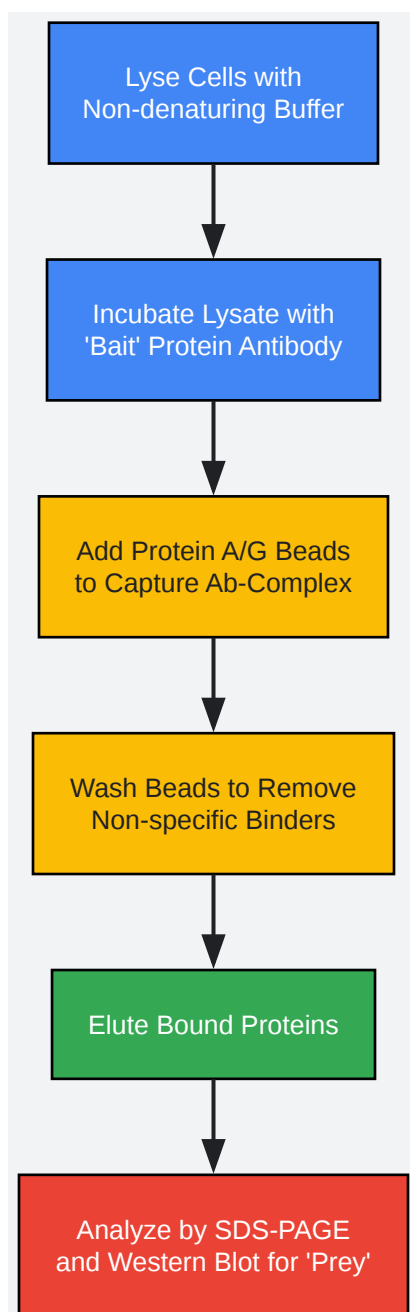 Lyse Cells with
Non-denaturing Buffer
Incubate Lysate with
'Bait' Protein Antibody
Add Protein A/G Beads
to Capture Ab-Complex
Wash Beads to Remove
Non-specific Binders
Elute Bound Proteins
Analyze by SDS-PAGE
and Western Blot for 'Prey'